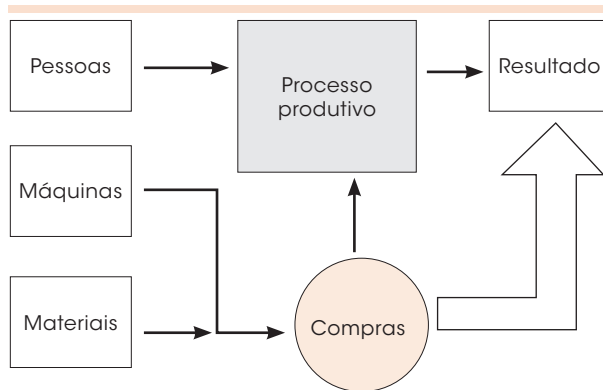 Pessoas
Processo
produtivo
Resultado
Máquinas
Materiais
Compras